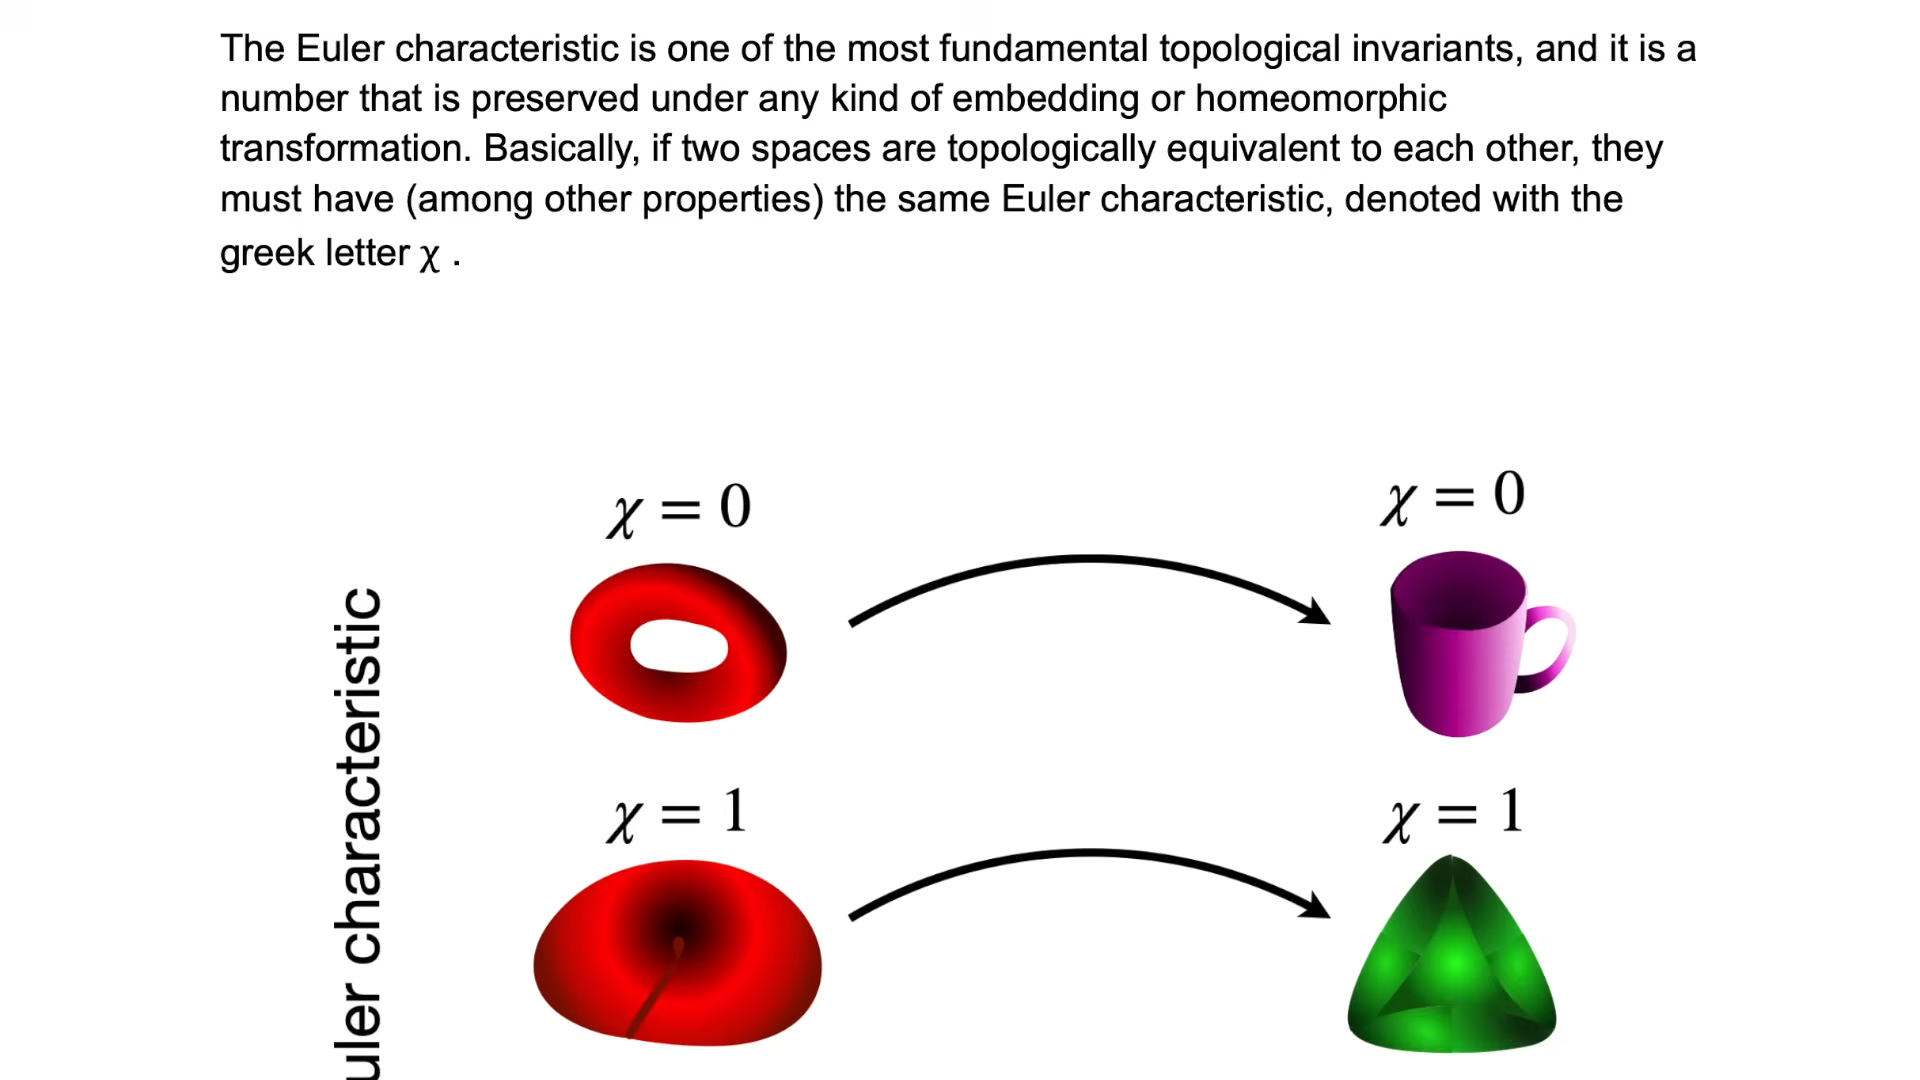 The Euler characteristic is one of the most fundamental topological invariants, and it is a
number that is preserved under any kind of embedding or homeomorphic
transformation. Basically, if two spaces are topologically equivalent to each other, they
must have (among other properties) the same Euler characteristic, denoted with the
greek letter χ .
χ = 0
χ = 0
uler characteristic
χ = 1
χ = 1